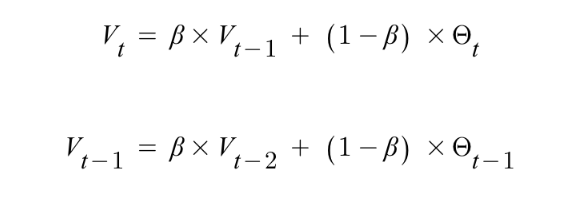 V_t = β × V_{t−1} + (1 − β) × Θ_t
V_{t−1} = β × V_{t−2} + (1 − β) × Θ_{t−1}